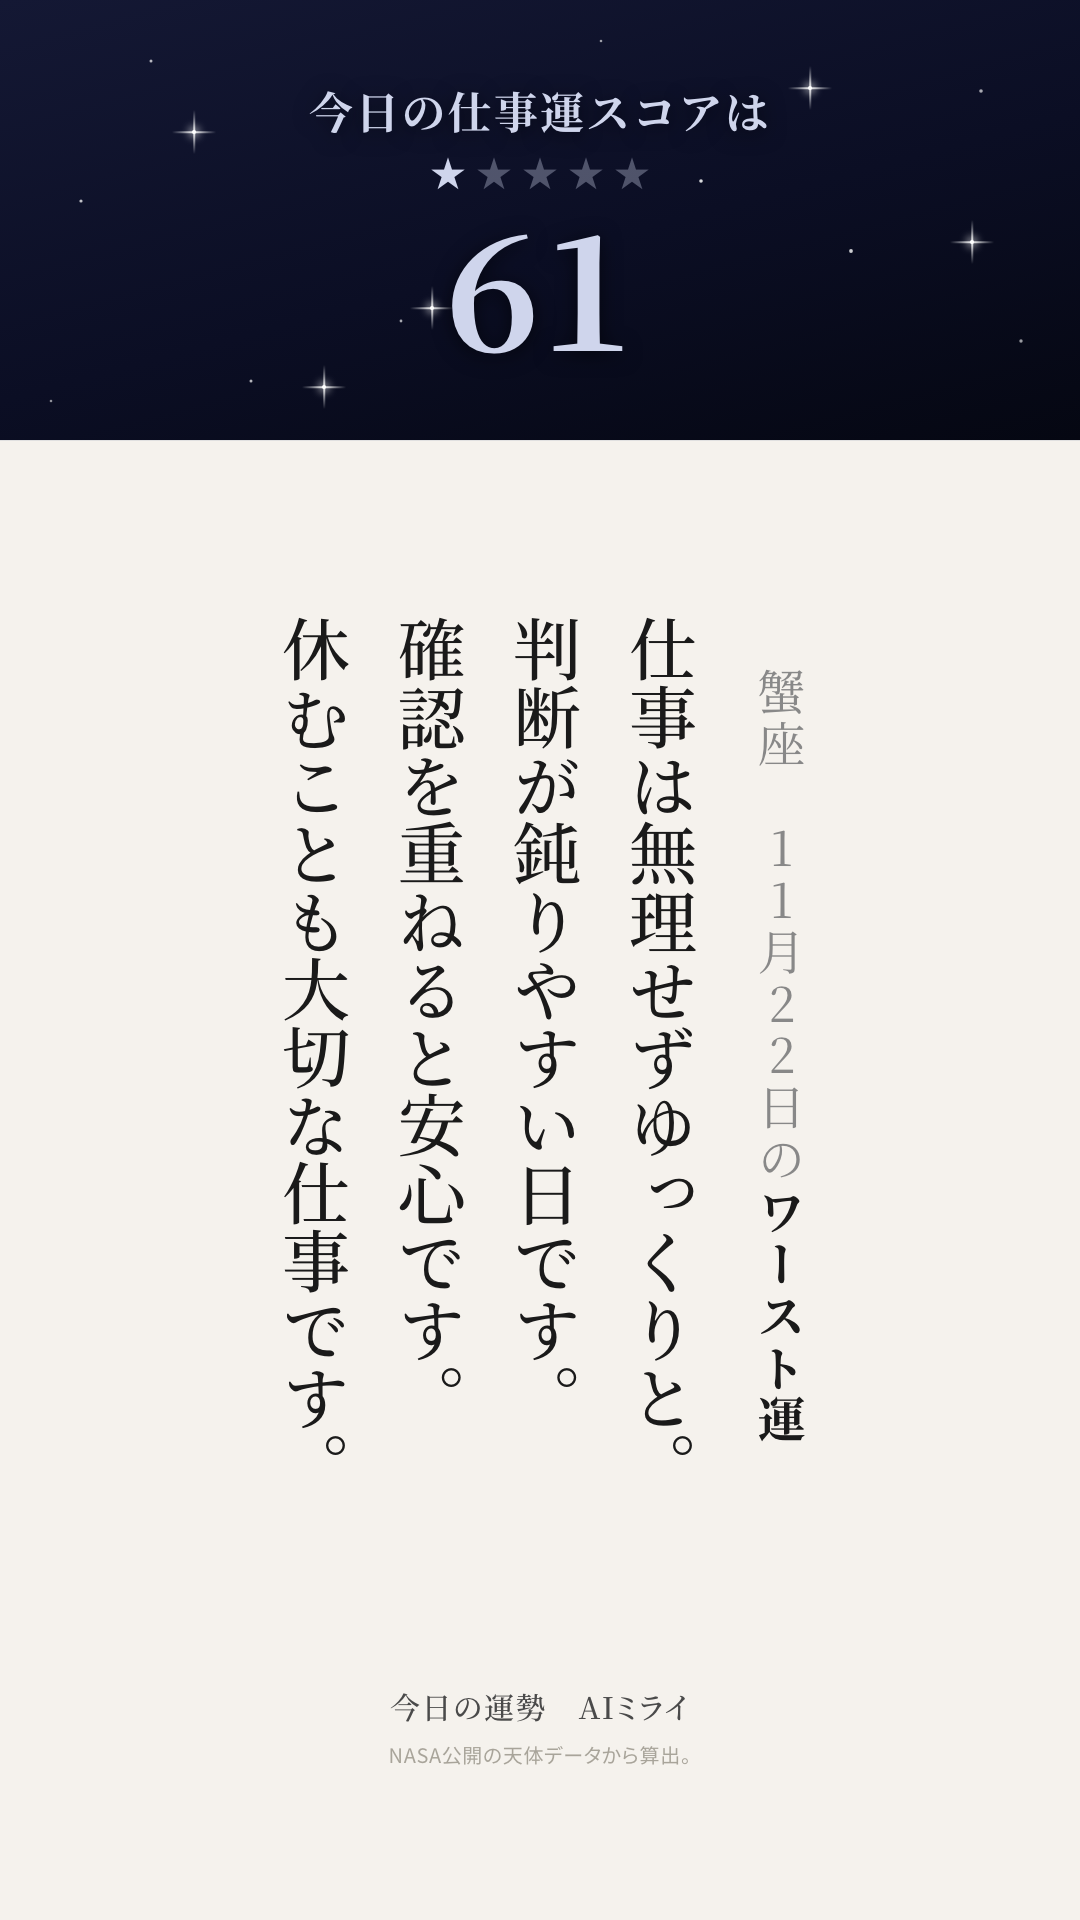 今日の仕事運スコアは
★★★★★
61
蟹座　11月22日のワースト運
仕事は無理せずゆっくりと。
判断が鈍りやすい日です。
確認を重ねると安心です。
休むことも大切な仕事です。
今日の運勢　AIミライ
NASA公開の天体データから算出。